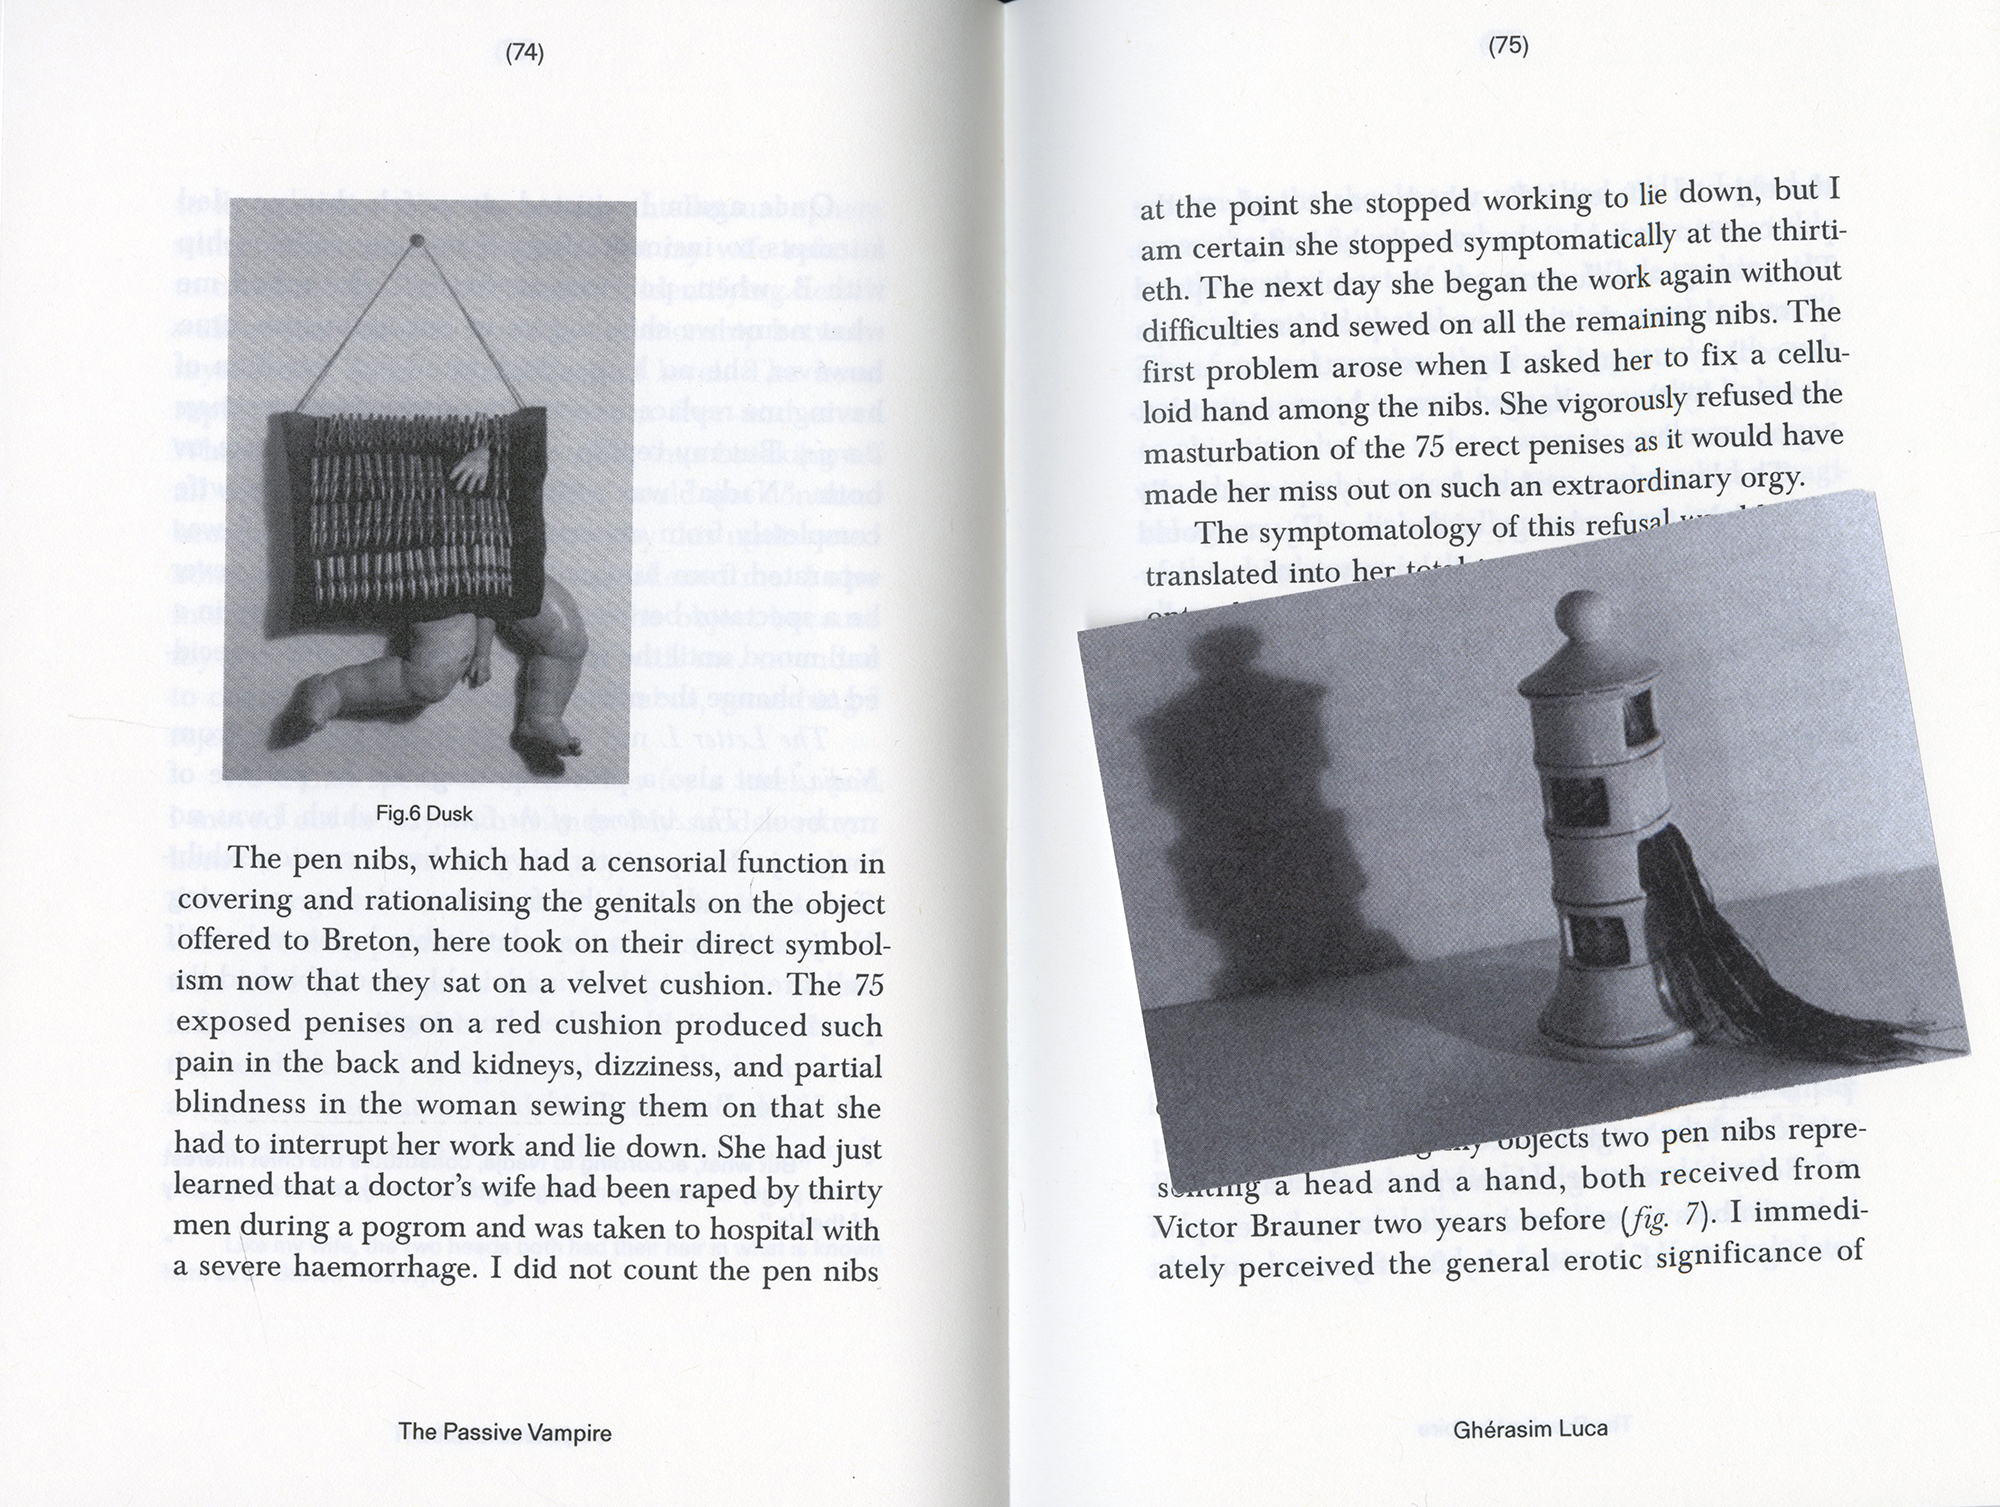 (74)
Fig.6 Dusk
The pen nibs, which had a censorial function in
covering and rationalising the genitals on the object
offered to Breton, here took on their direct symbol-
ism now that they sat on a velvet cushion. The 75
exposed penises on a red cushion produced such
pain in the back and kidneys, dizziness, and partial
blindness in the woman sewing them on that she
had to interrupt her work and lie down. She had just
learned that a doctor's wife had been raped by thirty
men during a pogrom and was taken to hospital with
a severe haemorrhage. I did not count the pen nibs
The Passive Vampire
(75)
at the point she stopped working to lie down, but I
am certain she stopped symptomatically at the thirti-
eth. The next day she began the work again without
difficulties and sewed on all the remaining nibs. The
first problem arose when I asked her to fix a cellu-
loid hand among the nibs. She vigorously refused the
masturbation of the 75 erect penises as it would have
made her miss out on such an extraordinary orgy.
The symptomatology of this refusal
translated into her
objects two pen nibs repre-
senting a head and a hand, both received from
Victor Brauner two years before (fig. 7). I immedi-
ately perceived the general erotic significance of
Ghérasim Luca